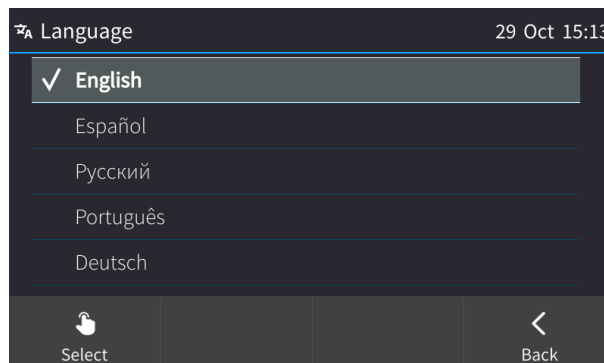 Language 29 Oct 15:13
English
Español
Русский
Português
Deutsch
Select Back